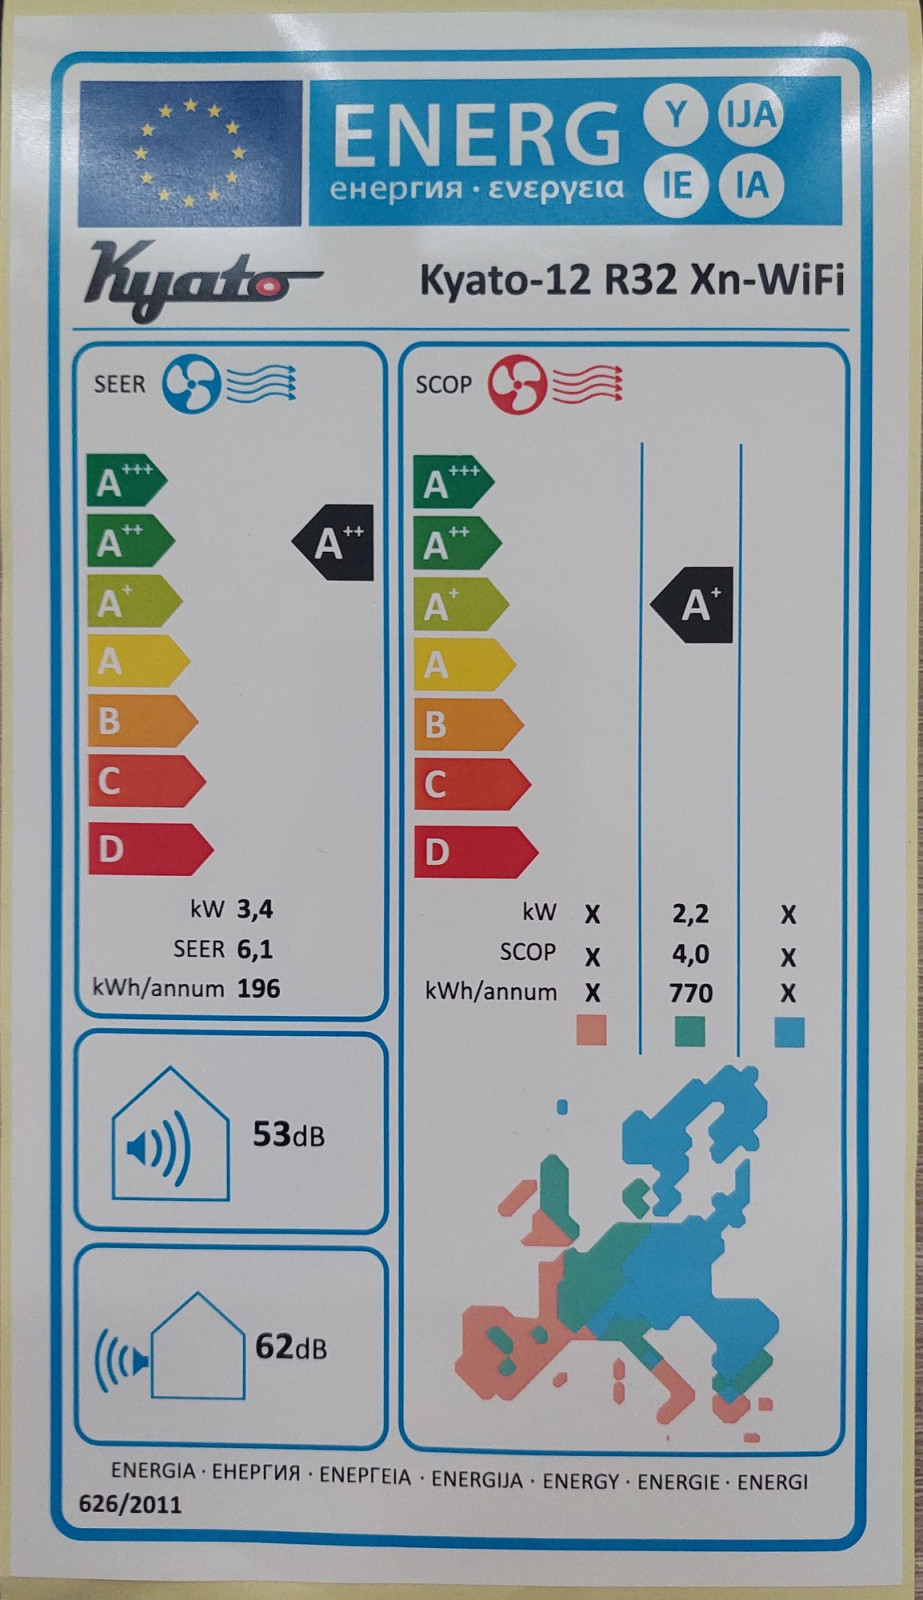 ENERG Y IJA
енергия · ενεργεια IE IA
Kyato
Kyato-12 R32 Xn-WiFi
SEER
A+++
A++
A++
A+
A
B
C
D
kW 3,4
SEER 6,1
kWh/annum 196
SCOP
A+++
A++
A+
A+
A
B
C
D
kW X 2,2 X
SCOP X 4,0 X
kWh/annum X 770 X
53dB
62dB
ENERGIA · ЕНЕРГИЯ · ΕΝΕΡΓΕΙΑ · ENERGIJA · ENERGY · ENERGIE · ENERGI
626/2011